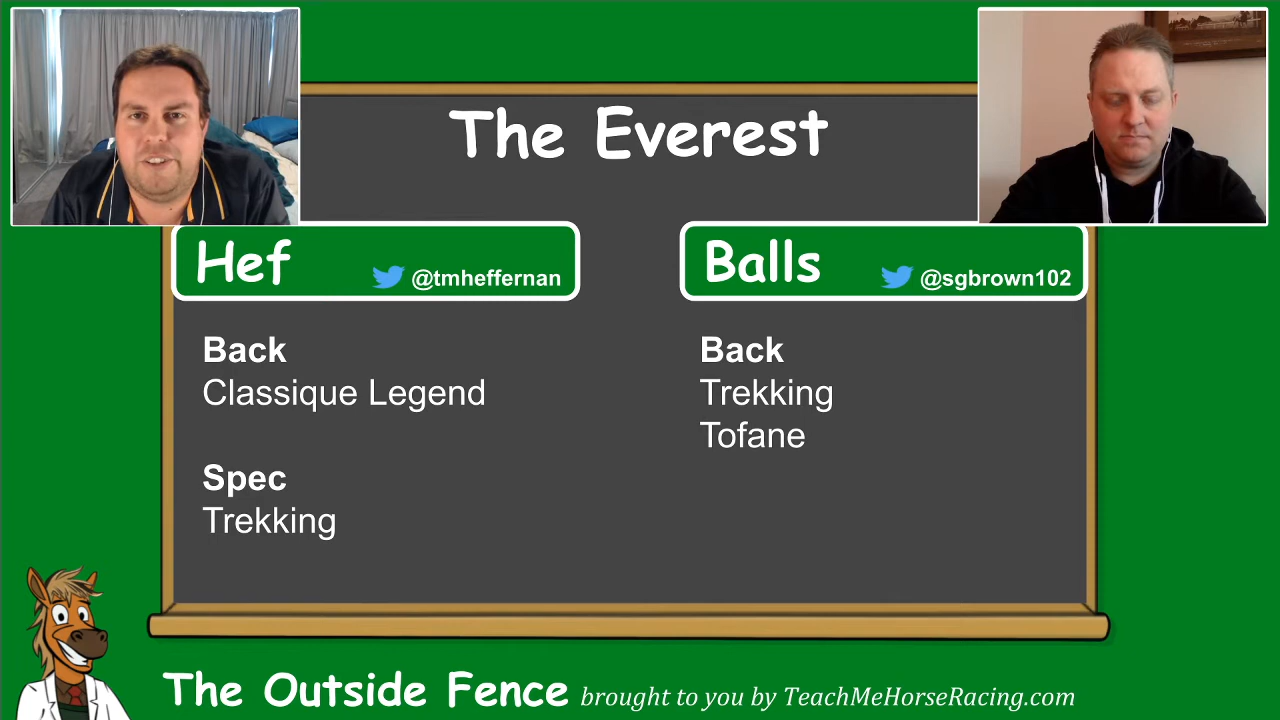 The Everest
Hef
@tmheffernan
Balls
@sgbrown102
Back
Classique Legend
Spec
Trekking
Back
Trekking
Tofane
The Outside Fence brought to you by TeachMeHorseRacing.com